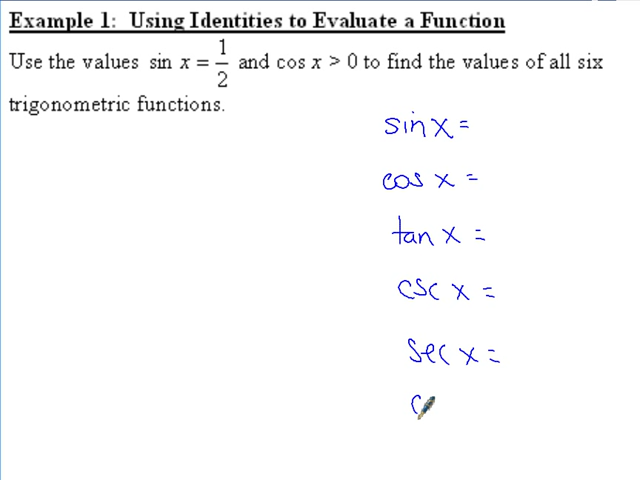 Example 1: Using Identities to Evaluate a Function
Use the values sin x = 1/2 and cos x > 0 to find the values of all six
trigonometric functions.
sin x =
cos x =
tan x =
csc x =
sec x =
c